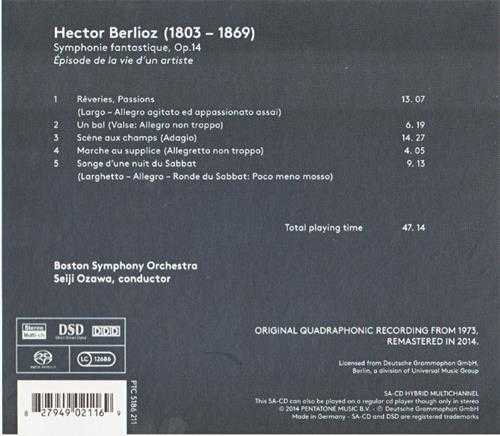 Hector Berlioz (1803 – 1869)
Symphonie fantastique, Op.14
Épisode de la vie d'un artiste
1 Rêveries, Passions 13. 07
(Largo – Allegro agitato ed appassionato assai)
2 Un bal (Valse: Allegro non troppo) 6. 19
3 Scène aux champs (Adagio) 14. 27
4 Marche au supplice (Allegretto non troppo) 4. 05
5 Songe d'une nuit du Sabbat 9. 13
(Larghetto – Allegro – Ronde du Sabbat: Poco meno mosso)
Total playing time 47. 14
Boston Symphony Orchestra
Seiji Ozawa, conductor
Stereo
Multi-ch
DSD
DDD
LC 12686
PTC 5186 211
8 27949 02116 9
ORIGINAL QUADRAPHONIC RECORDING FROM 1973,
REMASTERED IN 2014.
Licensed from Deutsche Grammophon GmbH,
Berlin, a division of Universal Music Group
SA-CD HYBRID MULTICHANNEL
This SA-CD can also be played on a regular cd player though only in stereo
© 2014 PENTATONE MUSIC B.V. – ℗ Deutsche Grammophon GmbH
Made in Germany – SA-CD and DSD are registered trademarks